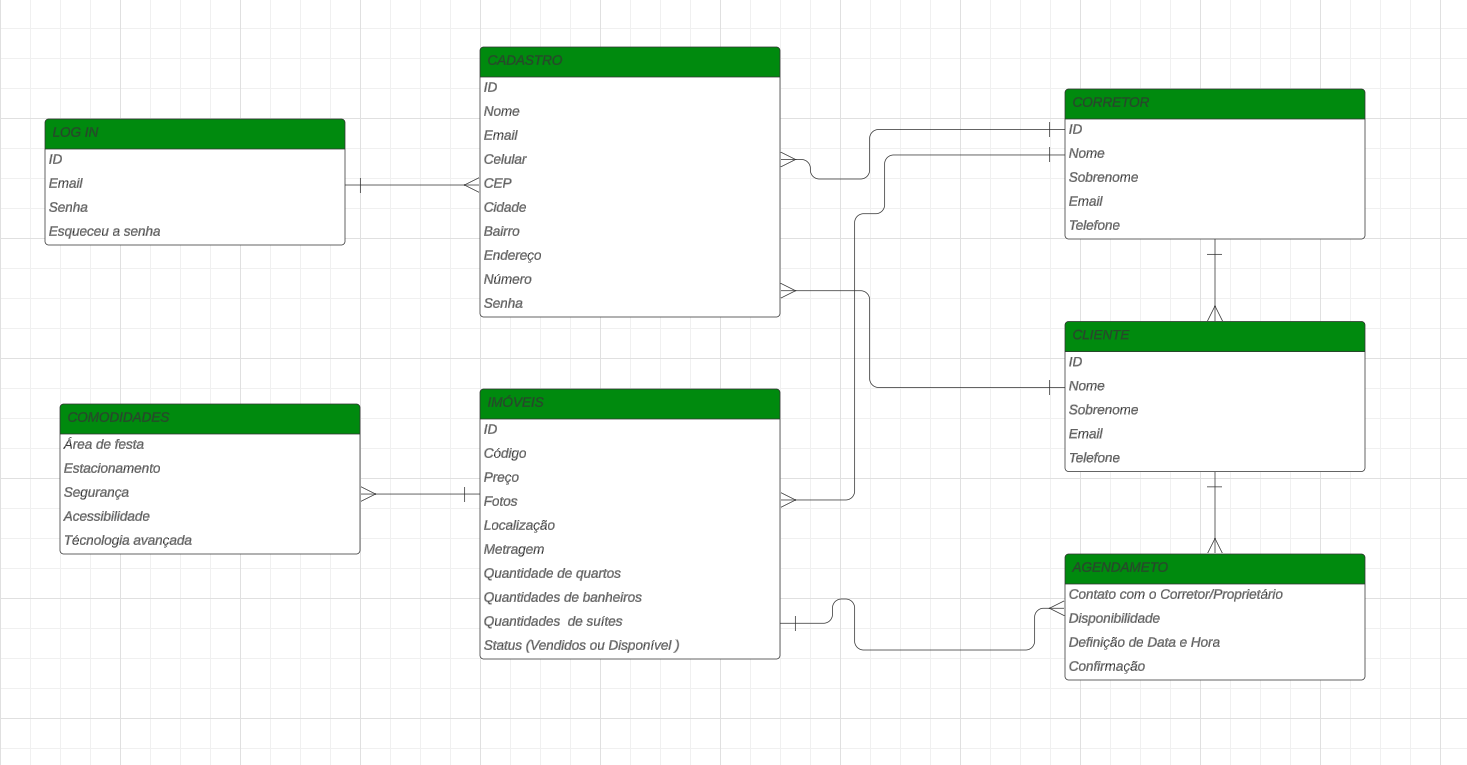 LOG IN
ID
Email
Senha
Esqueceu a senha
CADASTRO
ID
Nome
Email
Celular
CEP
Cidade
Bairro
Endereço
Número
Senha
CORRETOR
ID
Nome
Sobrenome
Email
Telefone
CLIENTE
ID
Nome
Sobrenome
Email
Telefone
COMODIDADES
Área de festa
Estacionamento
Segurança
Acessibilidade
Técnologia avançada
IMÓVEIS
ID
Código
Preço
Fotos
Localização
Metragem
Quantidade de quartos
Quantidades de banheiros
Quantidades  de suítes
Status (Vendidos ou Disponível )
AGENDAMETO
Contato com o Corretor/Proprietário
Disponibilidade
Definição de Data e Hora
Confirmação